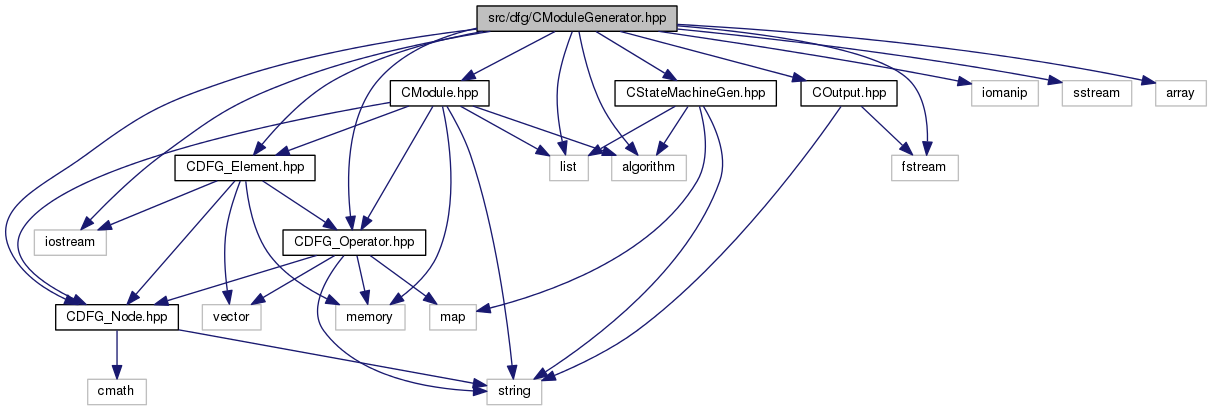 src/dfg/CModuleGenerator.hpp
CModule.hpp
CStateMachineGen.hpp
COutput.hpp
iomanip
sstream
array
CDFG_Element.hpp
list
algorithm
fstream
iostream
CDFG_Operator.hpp
CDFG_Node.hpp
vector
memory
map
cmath
string